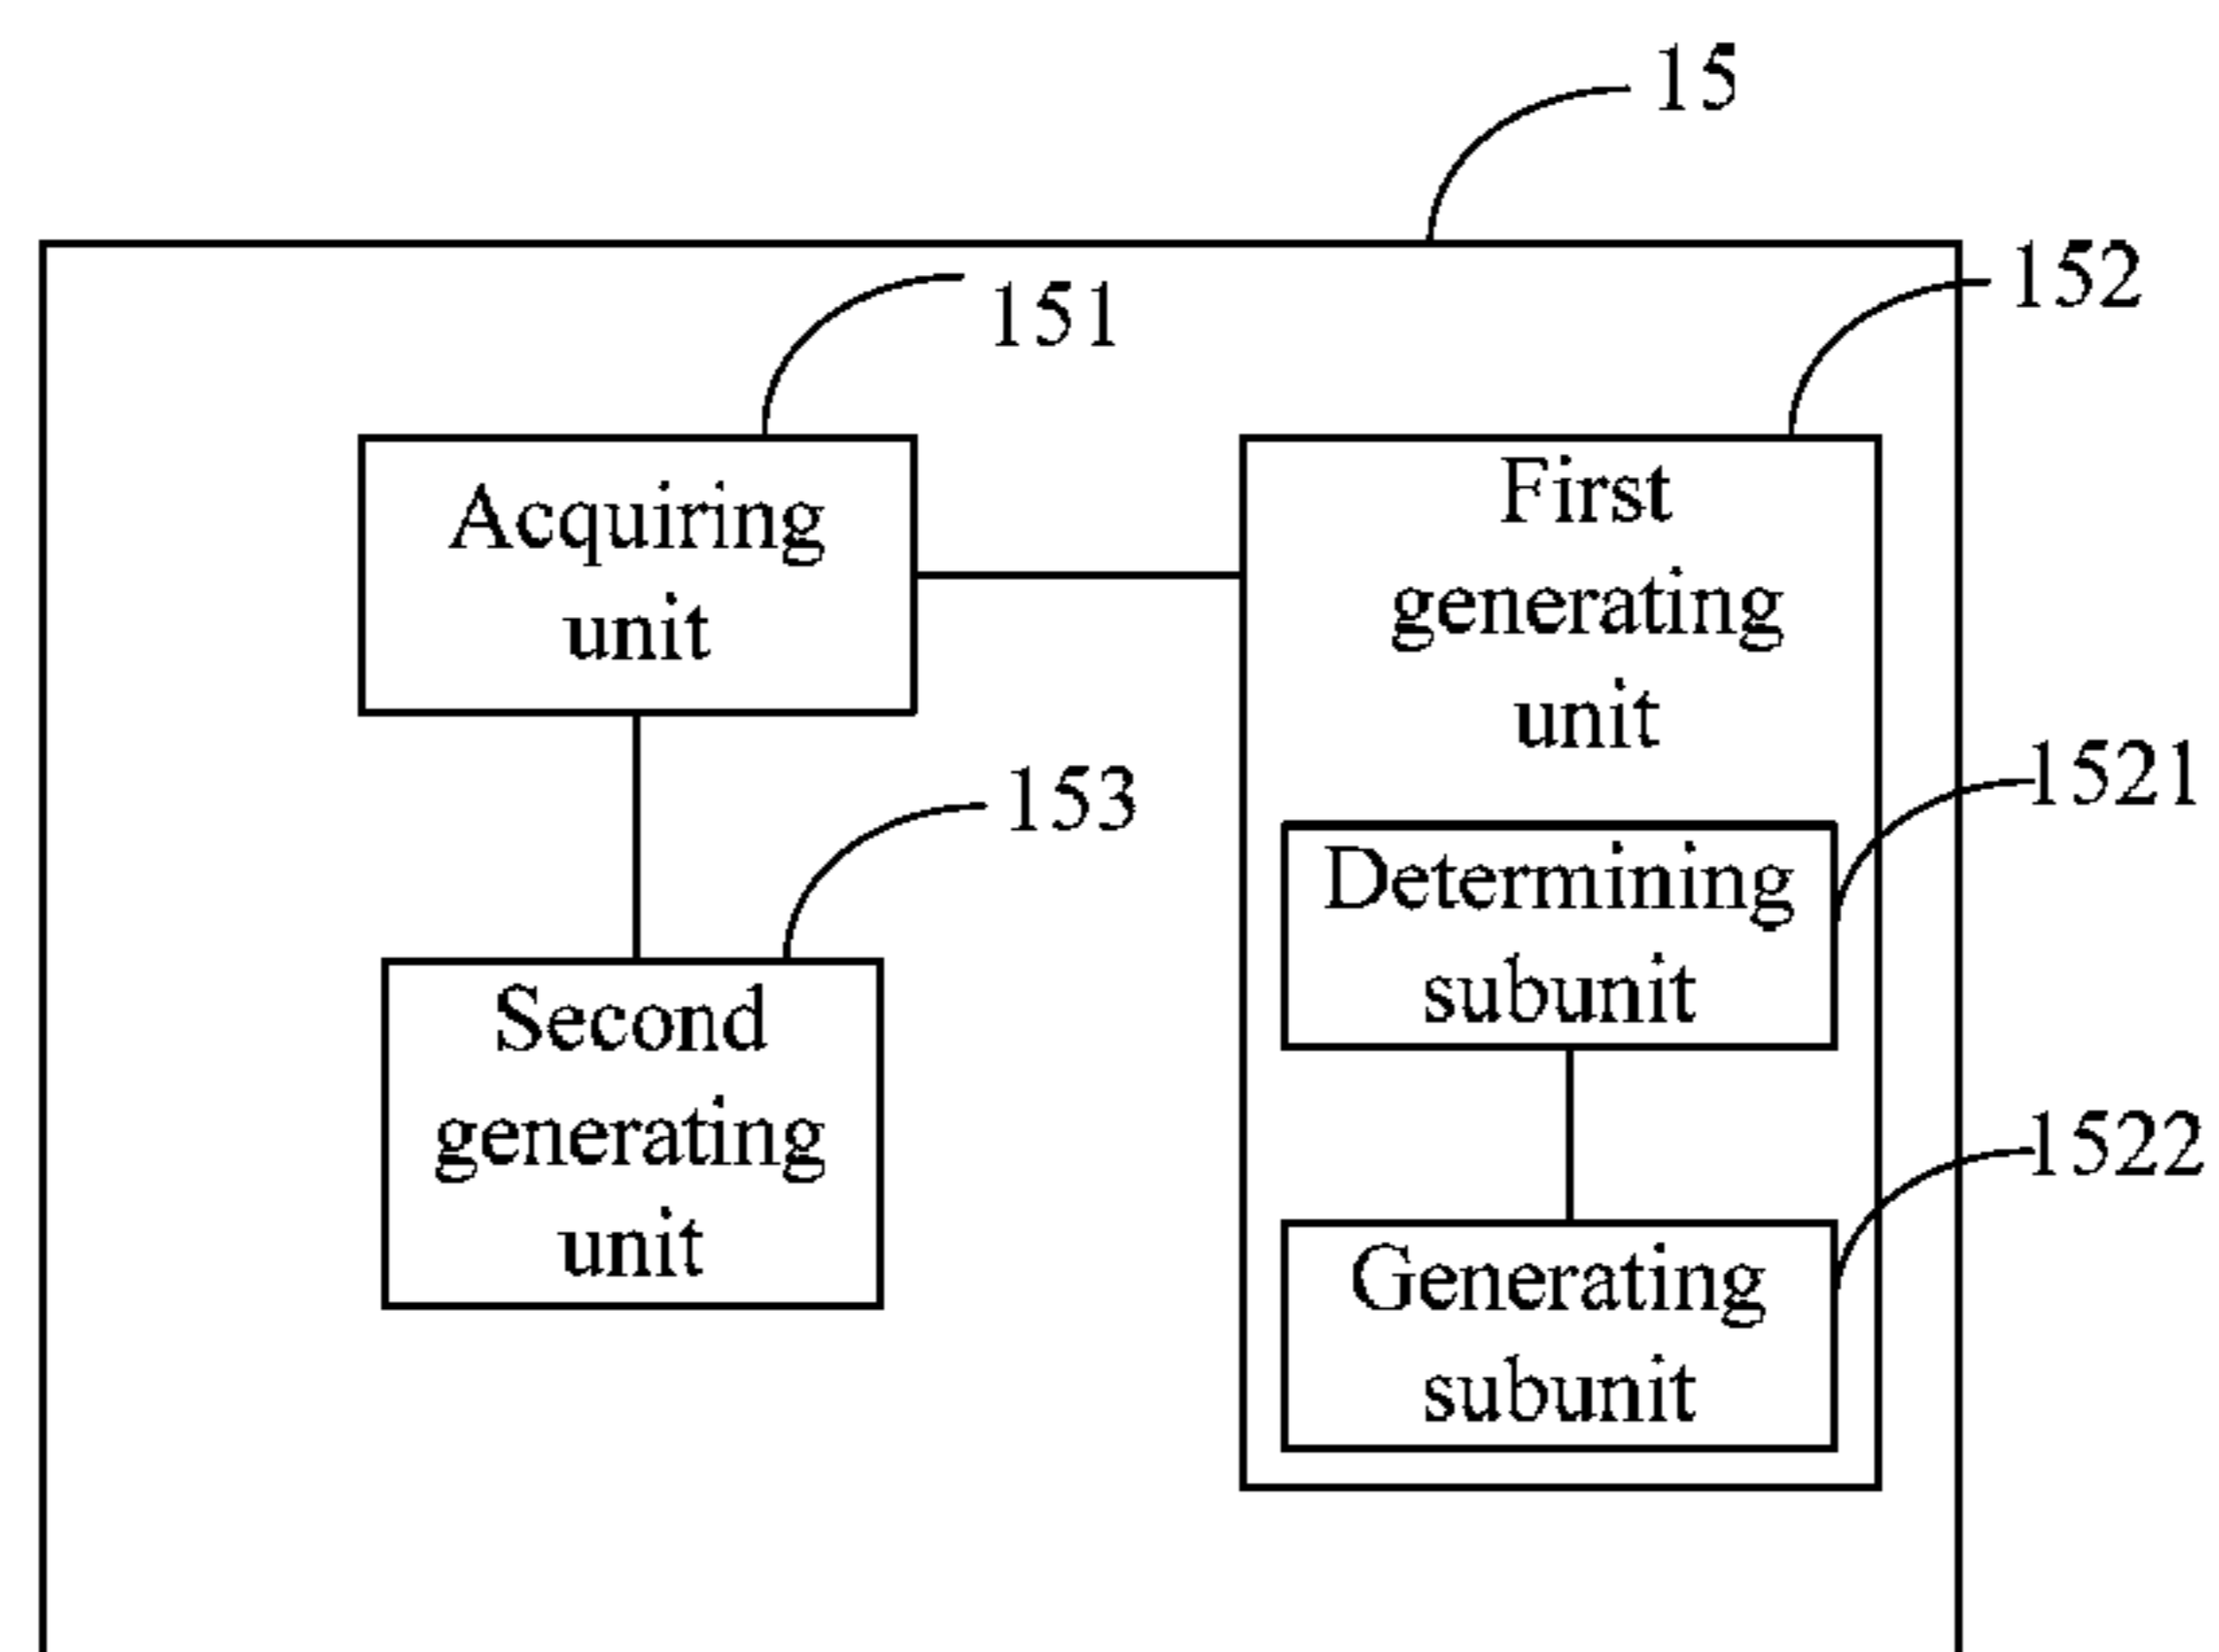 15
152
151
Acquiring
unit
First
generating
unit
153
1521
Determining
subunit
Second
generating
unit
1522
Generating
subunit